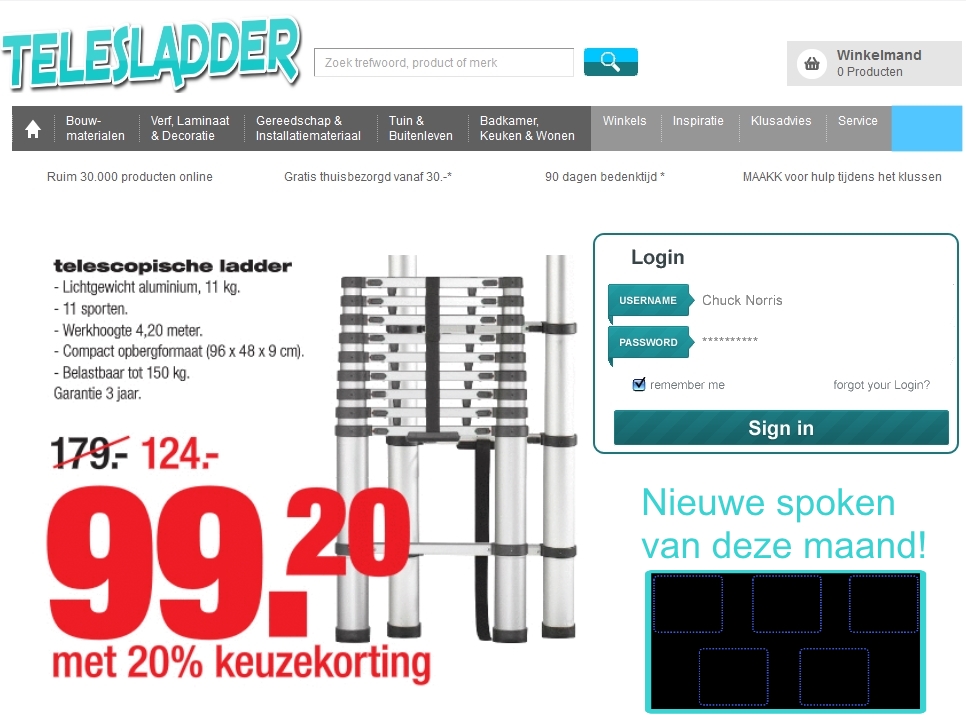 TELESLADDER
Zoek trefwoord, product of merk
Winkelmand
0 Producten
Bouw-
materialen
Verf, Laminaat
& Decoratie
Gereedschap &
Installatiemateriaal
Tuin &
Buitenleven
Badkamer,
Keuken & Wonen
Winkels
Inspiratie
Klusadvies
Service
Ruim 30.000 producten online
Gratis thuisbezorgd vanaf 30.-*
90 dagen bedenktijd *
MAAKK voor hulp tijdens het klussen
telescopische ladder
- Lichtgewicht aluminium, 11 kg.
- 11 sporten.
- Werkhoogte 4,20 meter.
- Compact opbergformaat (96 x 48 x 9 cm).
- Belastbaar tot 150 kg.
Garantie 3 jaar.
179.- 124.-
99.20
met 20% keuzekorting
Login
USERNAME Chuck Norris
PASSWORD **********
remember me
forgot your Login?
Sign in
Nieuwe spoken
van deze maand!